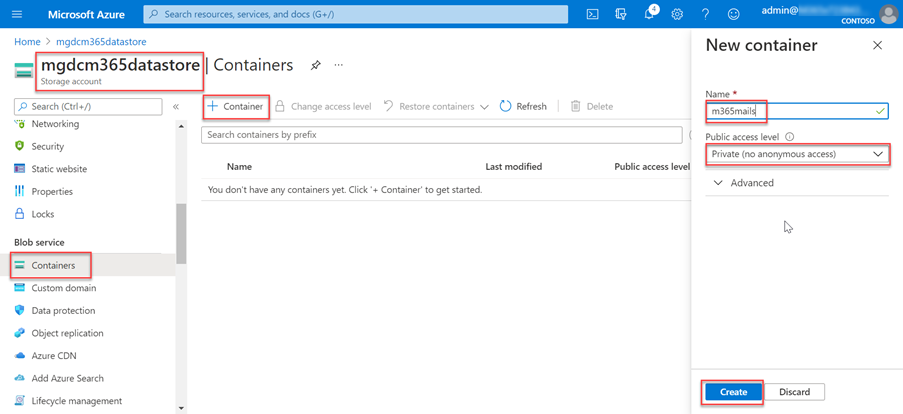 Microsoft Azure
Search resources, services, and docs (G+/)
4
admin@
CONTOSO
Home > mgdcm365datastore
mgdcm365datastore | Containers
Storage account
Search (Ctrl+/)
«
Networking
Security
Static website
Properties
Locks
Blob service
Containers
Custom domain
Data protection
Object replication
Azure CDN
Add Azure Search
Lifecycle management
+ Container
Change access level
Restore containers
Refresh
Delete
Search containers by prefix
Name
Last modified
Public access level
You don't have any containers yet. Click '+ Container' to get started.
New container
Name *
m365mails
Public access level
Private (no anonymous access)
Advanced
Create
Discard